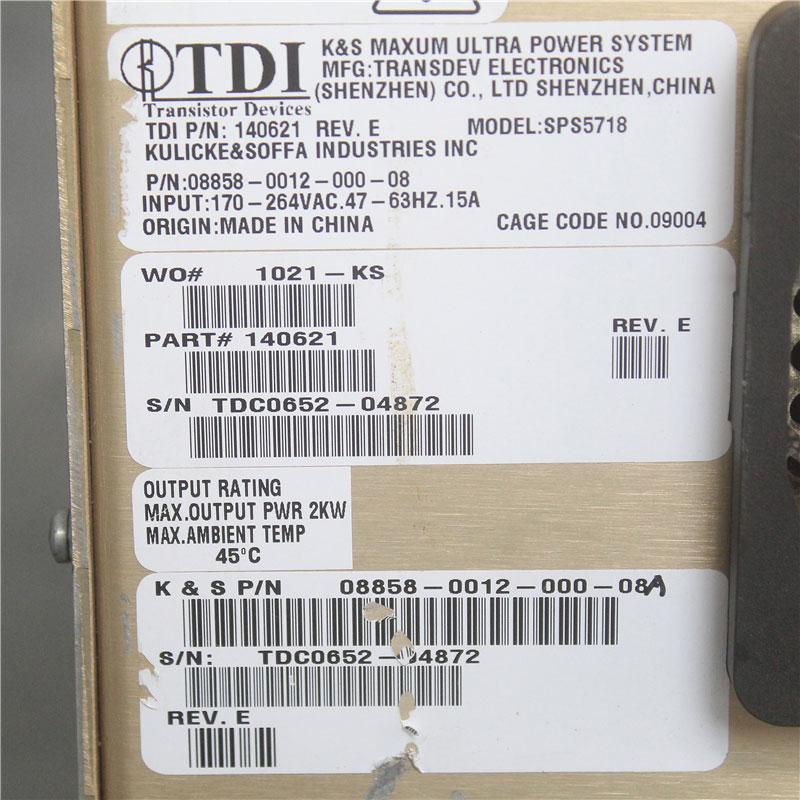 TDI
Transistor Devices
K&S MAXUM ULTRA POWER SYSTEM
MFG:TRANSDEV ELECTRONICS
(SHENZHEN) CO., LTD SHENZHEN,CHINA
TDI P/N: 140621 REV. E MODEL:SPS5718
KULICKE&SOFFA INDUSTRIES INC
P/N:08858-0012-000-08
INPUT:170-264VAC.47-63HZ.15A
ORIGIN:MADE IN CHINA CAGE CODE NO.09004
WO# 1021-KS
PART# 140621
REV. E
S/N TDC0652-04872
OUTPUT RATING
MAX.OUTPUT PWR 2KW
MAX.AMBIENT TEMP
45°C
K & S P/N 08858-0012-000-08A
S/N: TDC0652-04872
REV. E